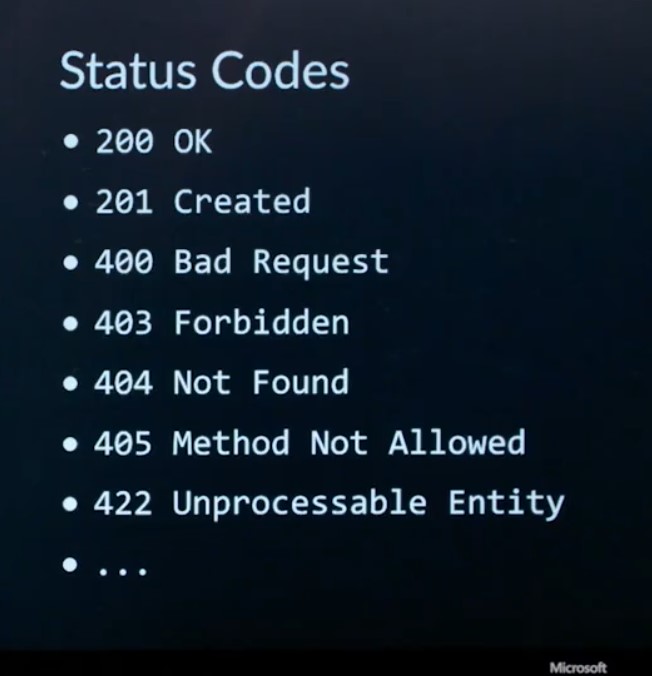 Status Codes
• 200 OK
• 201 Created
• 400 Bad Request
• 403 Forbidden
• 404 Not Found
• 405 Method Not Allowed
• 422 Unprocessable Entity
• ...
Microsoft